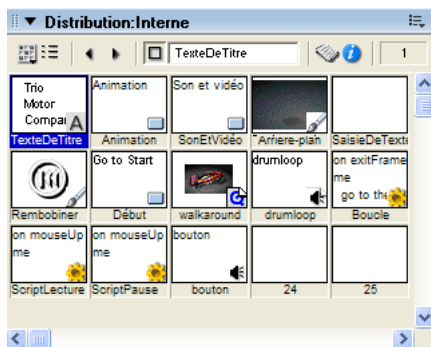 Distribution:Interne
TexteDeTitre
1
Trio
Motor
Compa
A
Animation
Son et vidéo
TexteDeTitre
Animation
SonEtVidéo
Arriere-plan
SaisieDeTexte
Go to Start
drumloop
on exitFrame
me
go to the
Rembobiner
Début
walkaround
drumloop
Boucle
on mouseUp
me
on mouseUp
me
bouton
ScriptLecture
ScriptPause
bouton
24
25